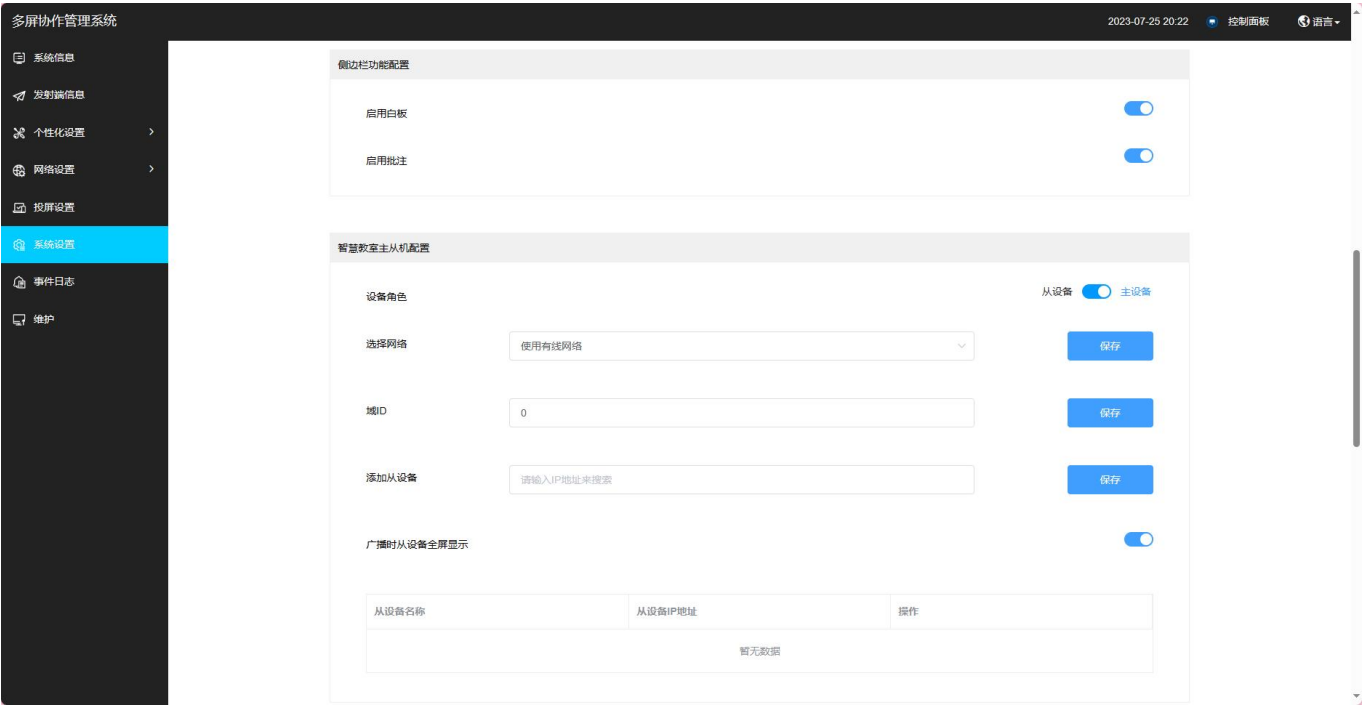 多屏协作管理系统
2023-07-25 20:22 控制面板 语言
系统信息
发射端信息
个性化设置
网络设置
投屏设置
系统设置
事件日志
维护
侧边栏功能配置
启用白板
启用批注
智慧教室主从机配置
设备角色 从设备 主设备
选择网络 使用有线网络 保存
域ID 0 保存
添加从设备 请输入IP地址来搜索 保存
广播时从设备全屏显示
从设备名称 从设备IP地址 操作
暂无数据